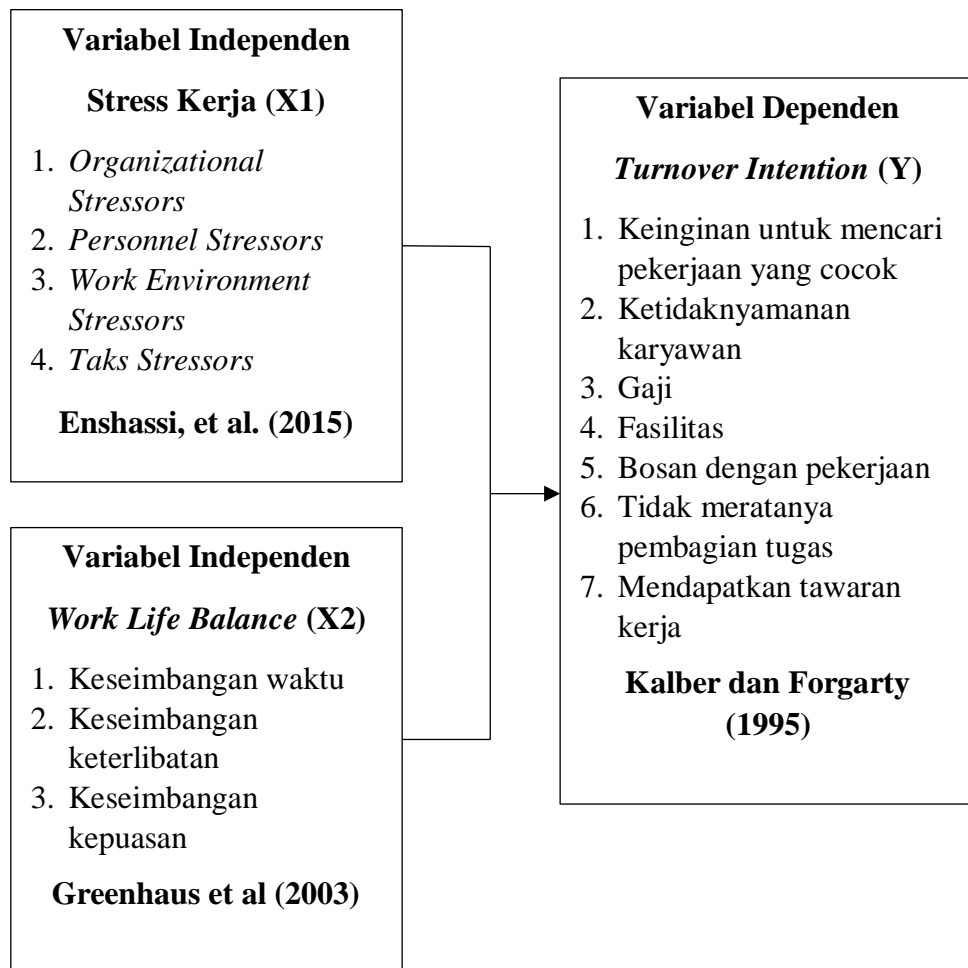 Variabel Independen
Stress Kerja (X1)
1. Organizational
Stressors
2. Personnel Stressors
3. Work Environment
Stressors
4. Taks Stressors
Enshassi, et al. (2015)
Variabel Independen
Work Life Balance (X2)
1. Keseimbangan waktu
2. Keseimbangan
keterlibatan
3. Keseimbangan
kepuasan
Greenhaus et al (2003)
Variabel Dependen
Turnover Intention (Y)
1. Keinginan untuk mencari
pekerjaan yang cocok
2. Ketidaknyamanan
karyawan
3. Gaji
4. Fasilitas
5. Bosan dengan pekerjaan
6. Tidak meratanya
pembagian tugas
7. Mendapatkan tawaran
kerja
Kalber dan Forgarty
(1995)